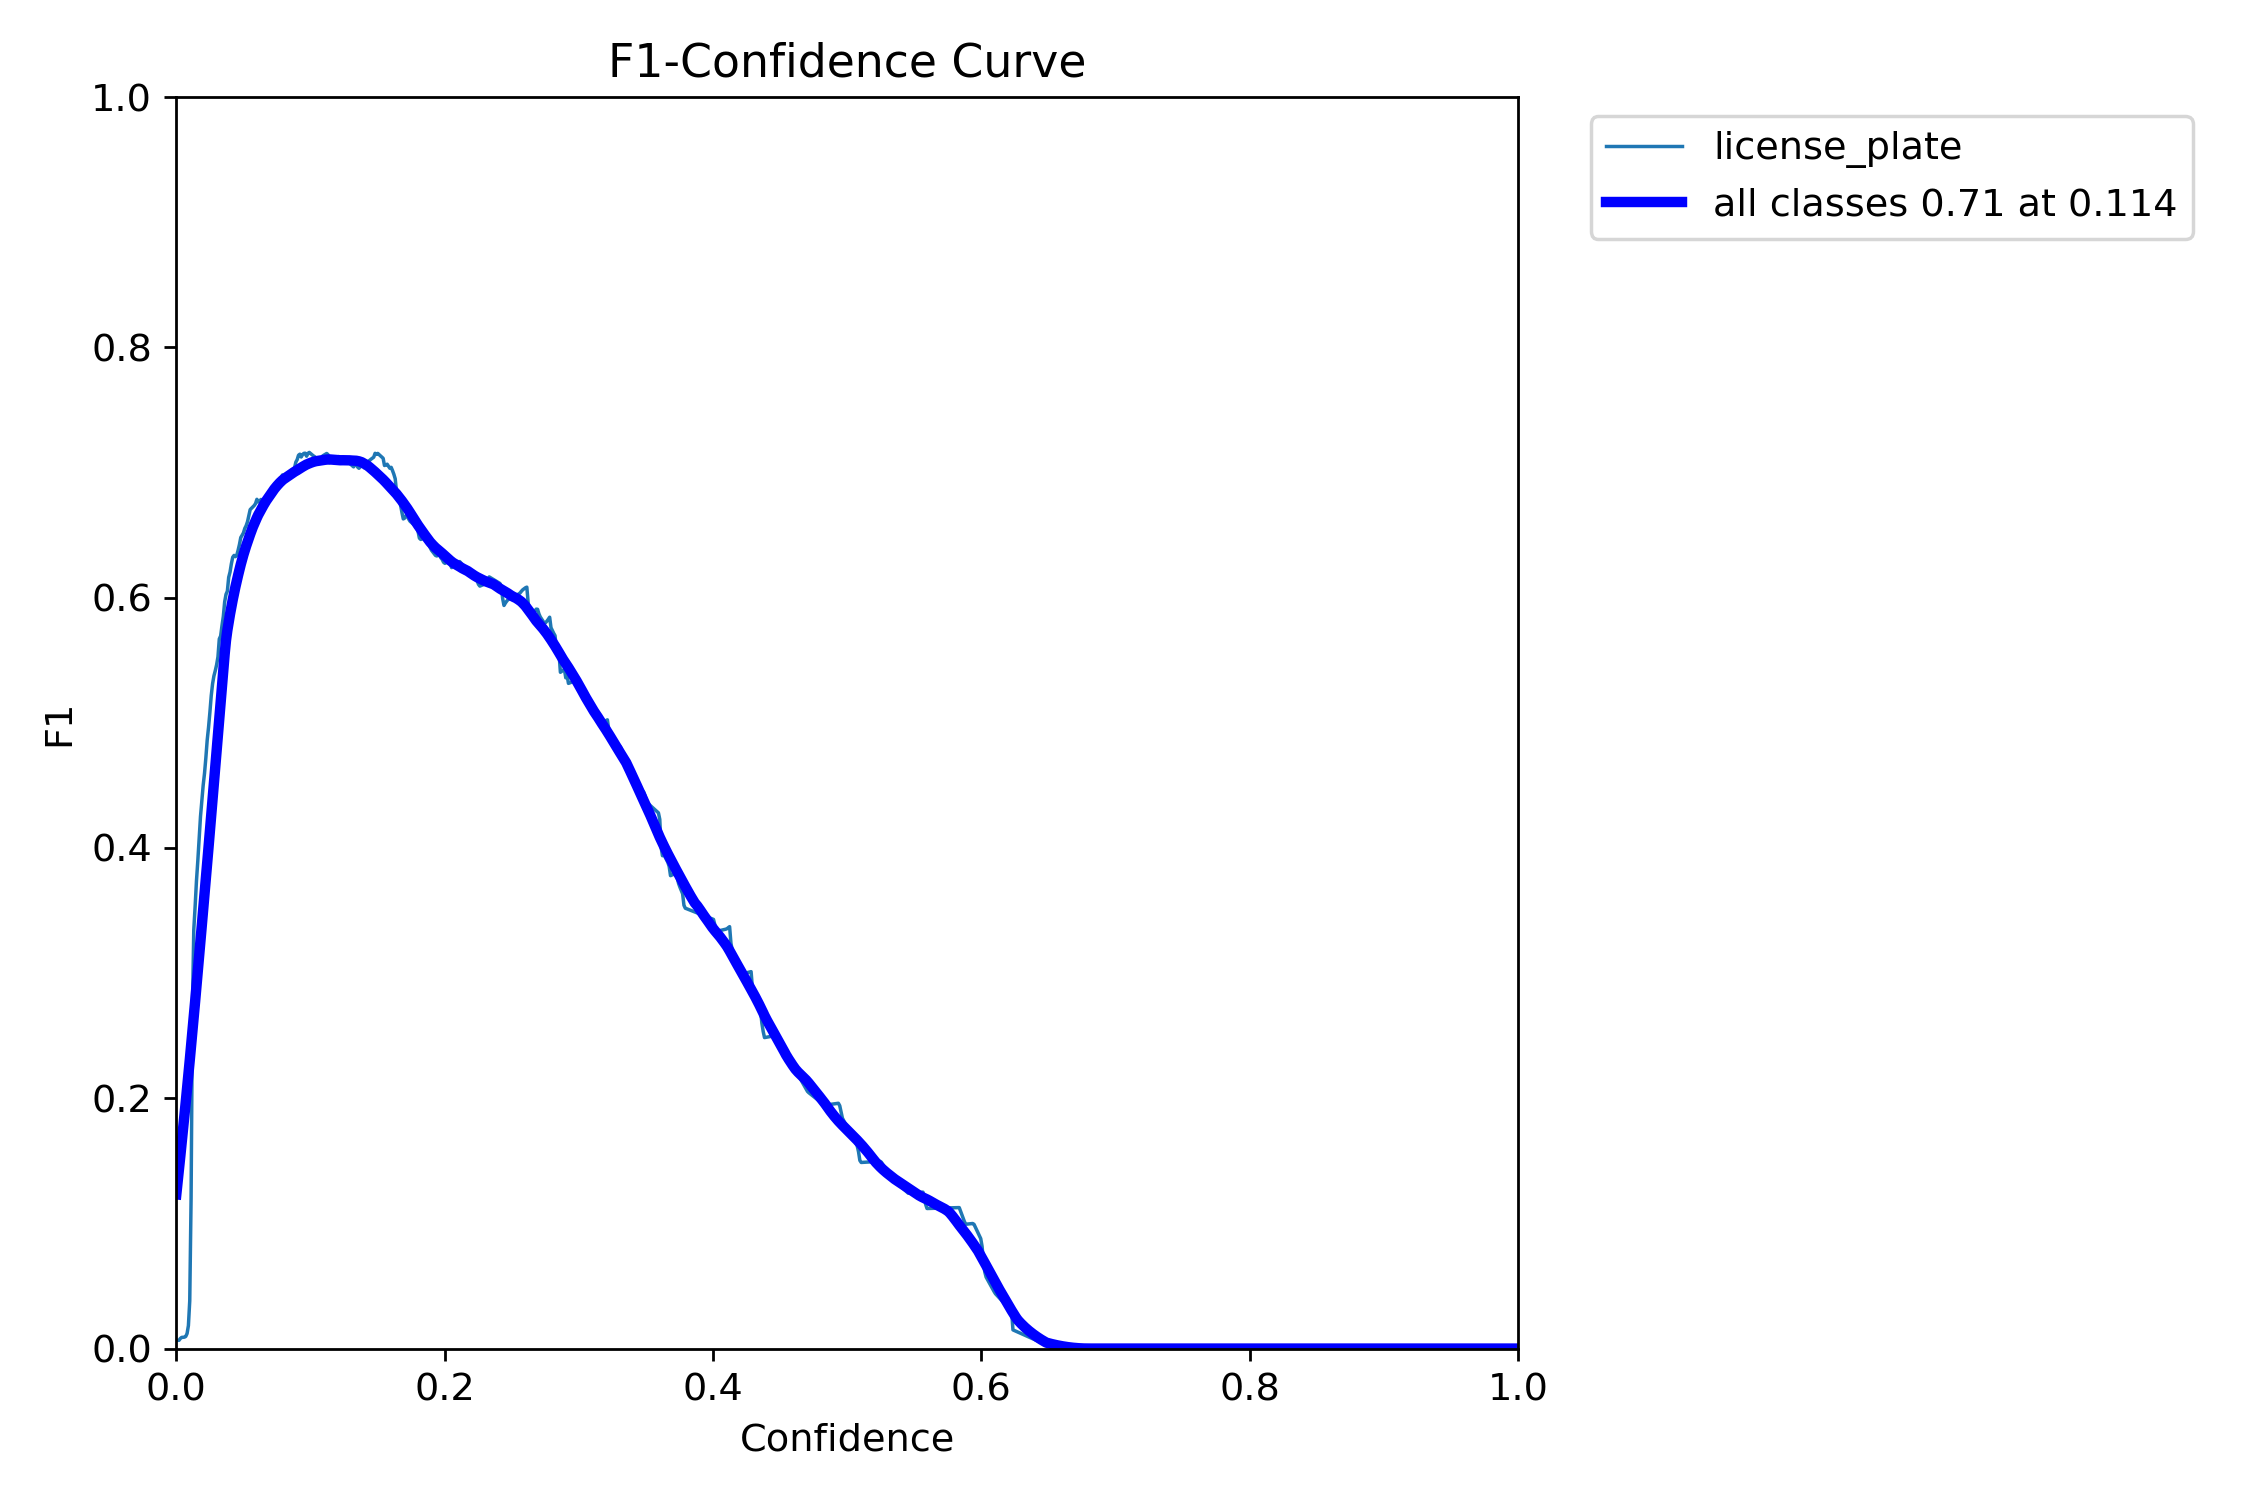 F1-Confidence Curve
1.0
0.8
0.6
0.4
0.2
0.0
F1
0.0 0.2 0.4 0.6 0.8 1.0
Confidence
license_plate
all classes 0.71 at 0.114